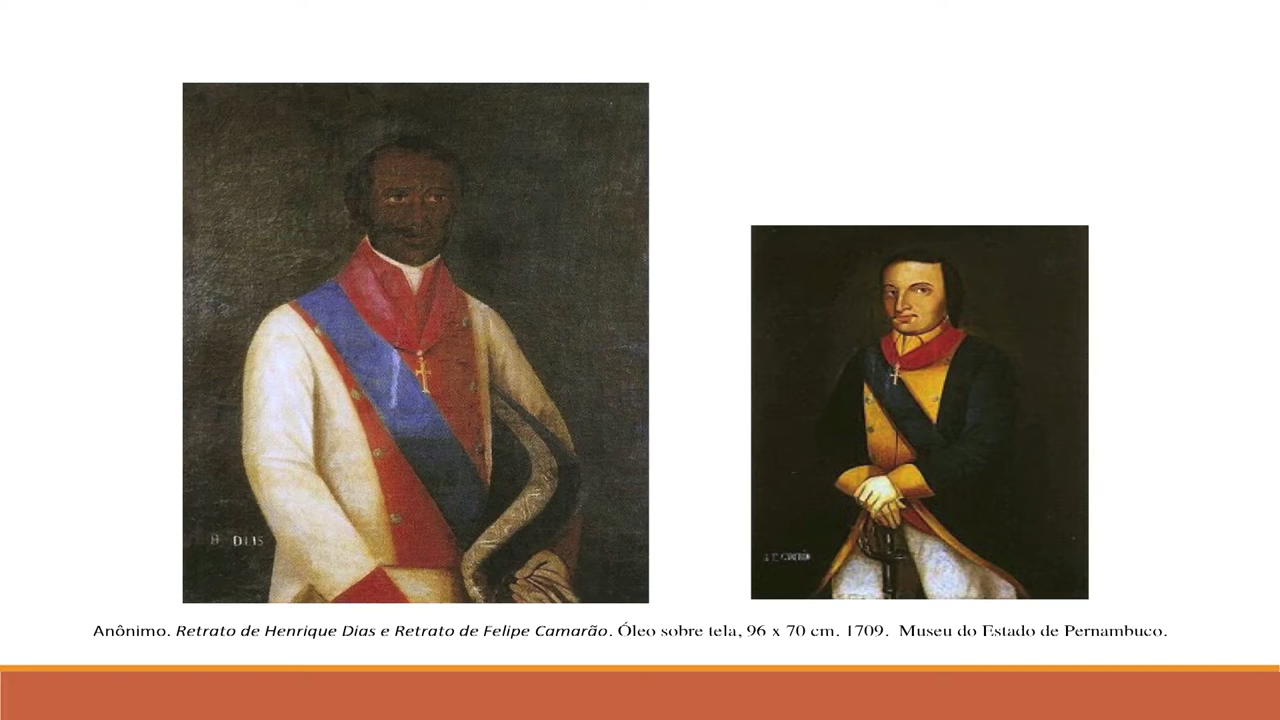 H DIAS
Anônimo. Retrato de Henrique Dias e Retrato de Felipe Camarão. Óleo sobre tela, 96 x 70 cm. 1709. Museu do Estado de Pernambuco.